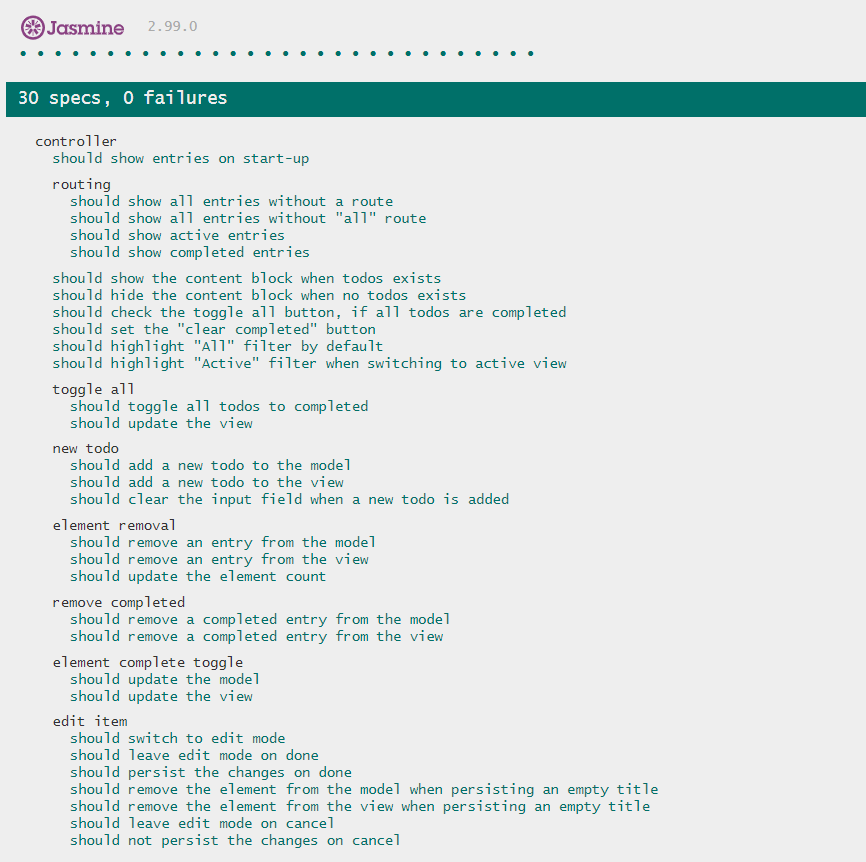 Jasmine 2.99.0
30 specs, 0 failures
controller
should show entries on start-up
routing
should show all entries without a route
should show all entries without "all" route
should show active entries
should show completed entries
should show the content block when todos exists
should hide the content block when no todos exists
should check the toggle all button, if all todos are completed
should set the "clear completed" button
should highlight "All" filter by default
should highlight "Active" filter when switching to active view
toggle all
should toggle all todos to completed
should update the view
new todo
should add a new todo to the model
should add a new todo to the view
should clear the input field when a new todo is added
element removal
should remove an entry from the model
should remove an entry from the view
should update the element count
remove completed
should remove a completed entry from the model
should remove a completed entry from the view
element complete toggle
should update the model
should update the view
edit item
should switch to edit mode
should leave edit mode on done
should persist the changes on done
should remove the element from the model when persisting an empty title
should remove the element from the view when persisting an empty title
should leave edit mode on cancel
should not persist the changes on cancel